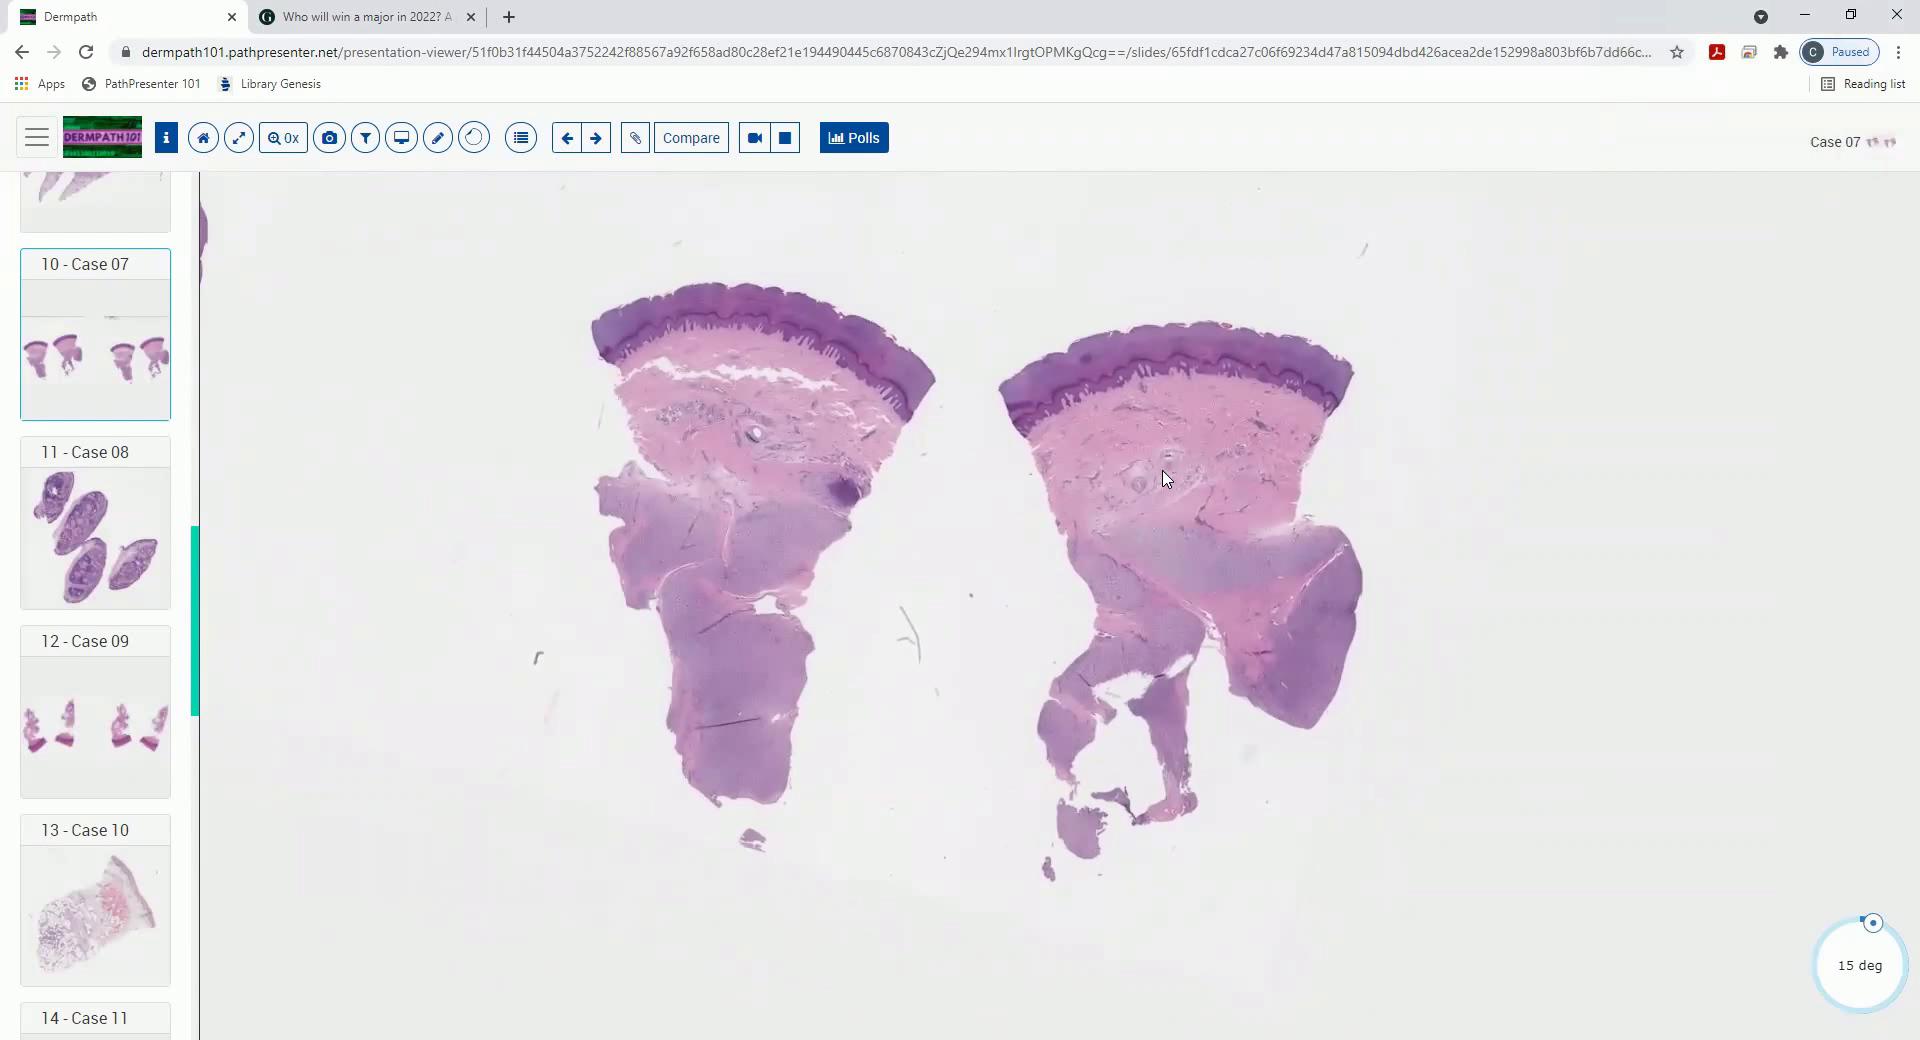 Dermpath
Who will win a major in 2022? A
dermpath101.pathpresenter.net/presentation-viewer/51f0b31f44504a3752242f88567a92f658ad80c28ef21e194490445c6870843cZjQe294mx1IrgtOPMKgQcg==/slides/65fdf1cdca27c06f69234d47a815094dbd426acea2de152998a803bf6b7dd66c...
C Paused
Apps
PathPresenter 101
Library Genesis
Reading list
DERMPATH 101
0x
Compare
Polls
Case 07
10 - Case 07
11 - Case 08
12 - Case 09
13 - Case 10
14 - Case 11
15 deg